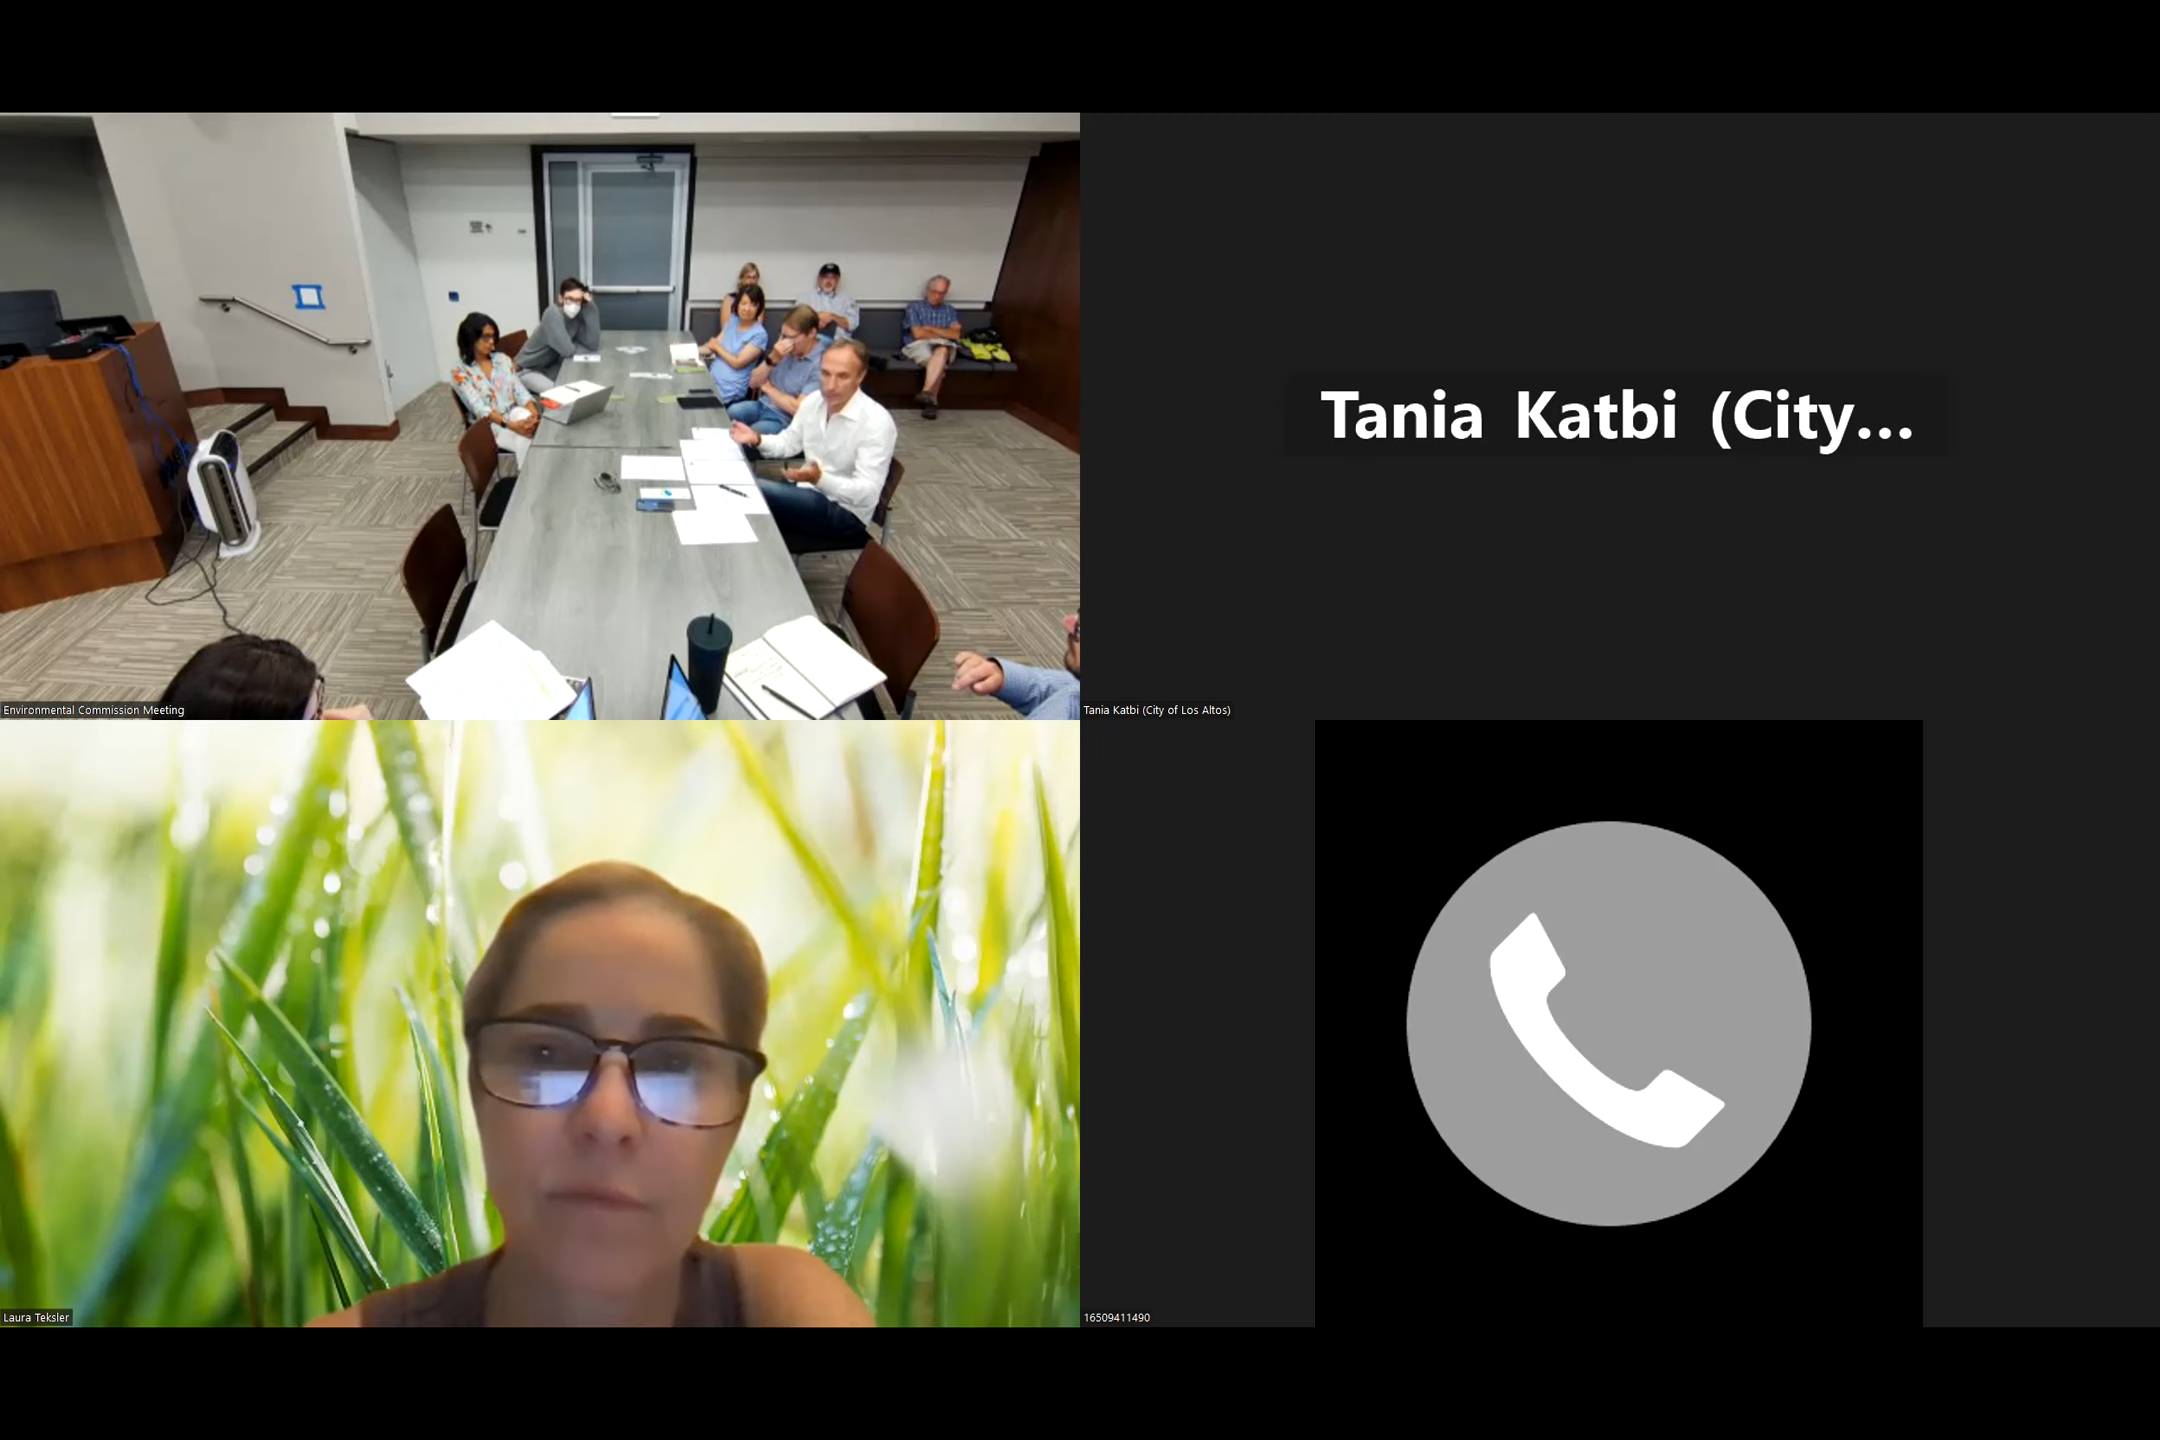 Tania Katbi (City...
Environmental Commission Meeting
Tania Katbi (City of Los Altos)
Laura Teksler
16509411490